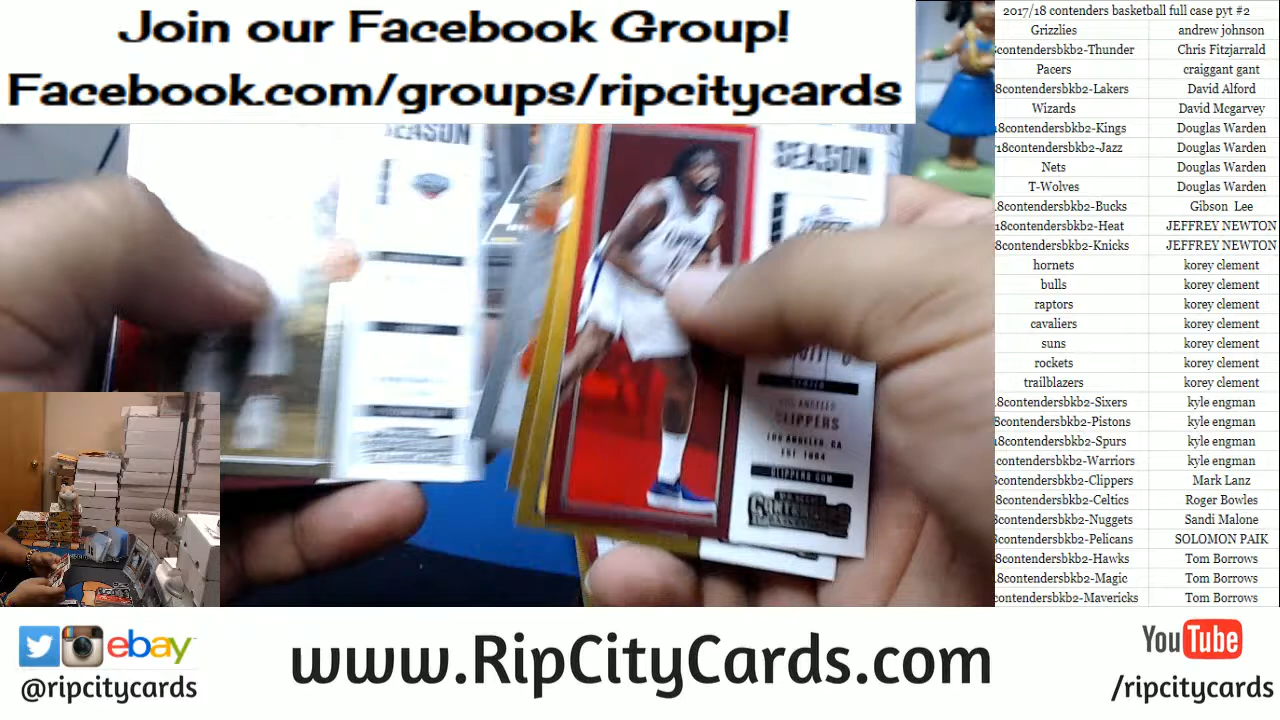 Join our Facebook Group!
Facebook.com/groups/ripcitycards
2017/18 contenders basketball full case pyt #2
Grizzlies andrew johnson
contendersbkb2-Thunder Chris Fitzjarrald
Pacers craiggant gant
8contendersbkb2-Lakers David Alford
Wizards David Mcgarvey
18contendersbkb2-Kings Douglas Warden
18contendersbkb2-Jazz Douglas Warden
Nets Douglas Warden
T-Wolves Douglas Warden
8contendersbkb2-Bucks Gibson Lee
18contendersbkb2-Heat JEFFREY NEWTON
8contendersbkb2-Knicks JEFFREY NEWTON
hornets korey clement
bulls korey clement
raptors korey clement
cavaliers korey clement
suns korey clement
rockets korey clement
trailblazers korey clement
8contendersbkb2-Sixers kyle engman
8contendersbkb2-Pistons kyle engman
18contendersbkb2-Spurs kyle engman
contendersbkb2-Warriors kyle engman
8contendersbkb2-Clippers Mark Lanz
8contendersbkb2-Celtics Roger Bowles
8contendersbkb2-Nuggets Sandi Malone
8contendersbkb2-Pelicans SOLOMON PAIK
8contendersbkb2-Hawks Tom Borrows
18contendersbkb2-Magic Tom Borrows
contendersbkb2-Mavericks Tom Borrows
SEASON
SEASON
CLIPPERS
LOS ANGELES
CLIPPERS
LOS ANGELES, CA
EST. 1984
CLIPPERS.COM
CONTENDERS
ebay
@ripcitycards
www.RipCityCards.com
YouTube
/ripcitycards